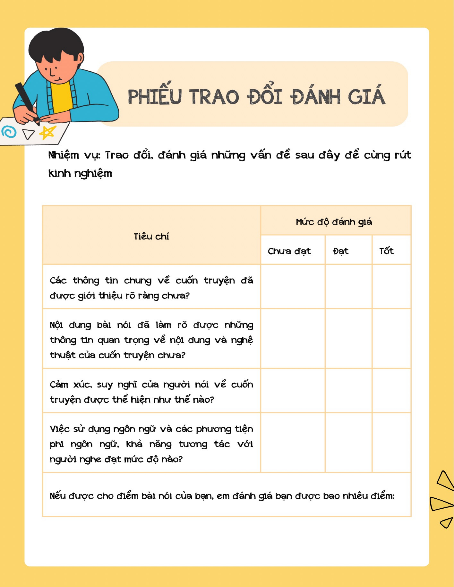 PHIẾU TRAO ĐỔI ĐÁNH GIÁ
Nhiệm vụ: Trao đổi, đánh giá những vấn đề sau đây để cùng rút
kinh nghiệm
Tiêu chí
Mức độ đánh giá
Chưa đạt
Đạt
Tốt
Các thông tin chung về cuốn truyện đã
được giới thiệu rõ ràng chưa?
Nội dung bài nói đã làm rõ được những
thông tin quan trọng về nội dung và nghệ
thuật của cuốn truyện chưa?
Cảm xúc, suy nghĩ của người nói về cuốn
truyện được thể hiện như thế nào?
Việc sử dụng ngôn ngữ và các phương tiện
phi ngôn ngữ, khả năng tương tác với
người nghe đạt mức độ nào?
Nếu được cho điểm bài nói của bạn, em đánh giá bạn được bao nhiêu điểm: